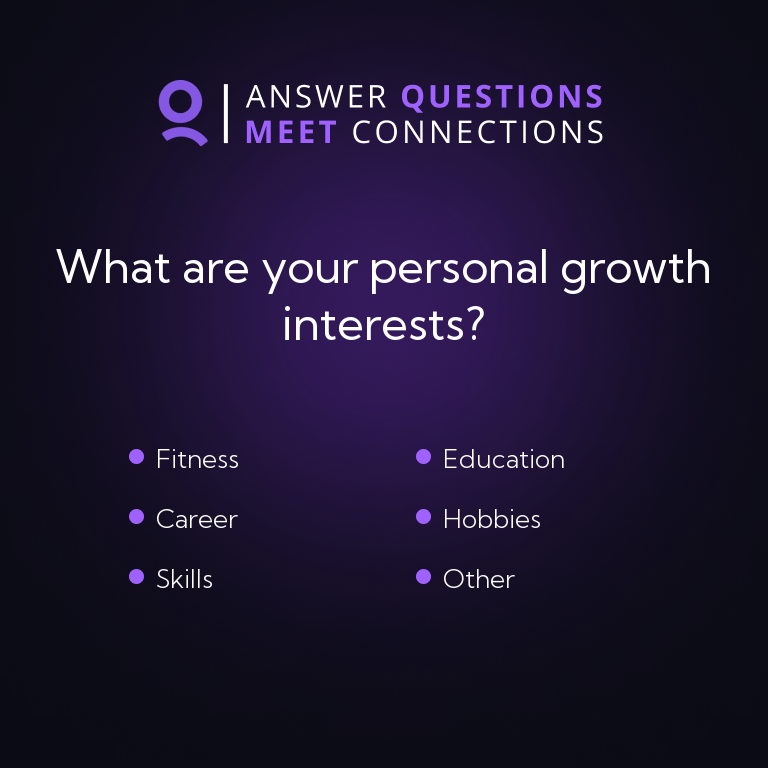 ANSWER QUESTIONS
MEET CONNECTIONS
What are your personal growth
interests?
Fitness
Career
Skills
Education
Hobbies
Other